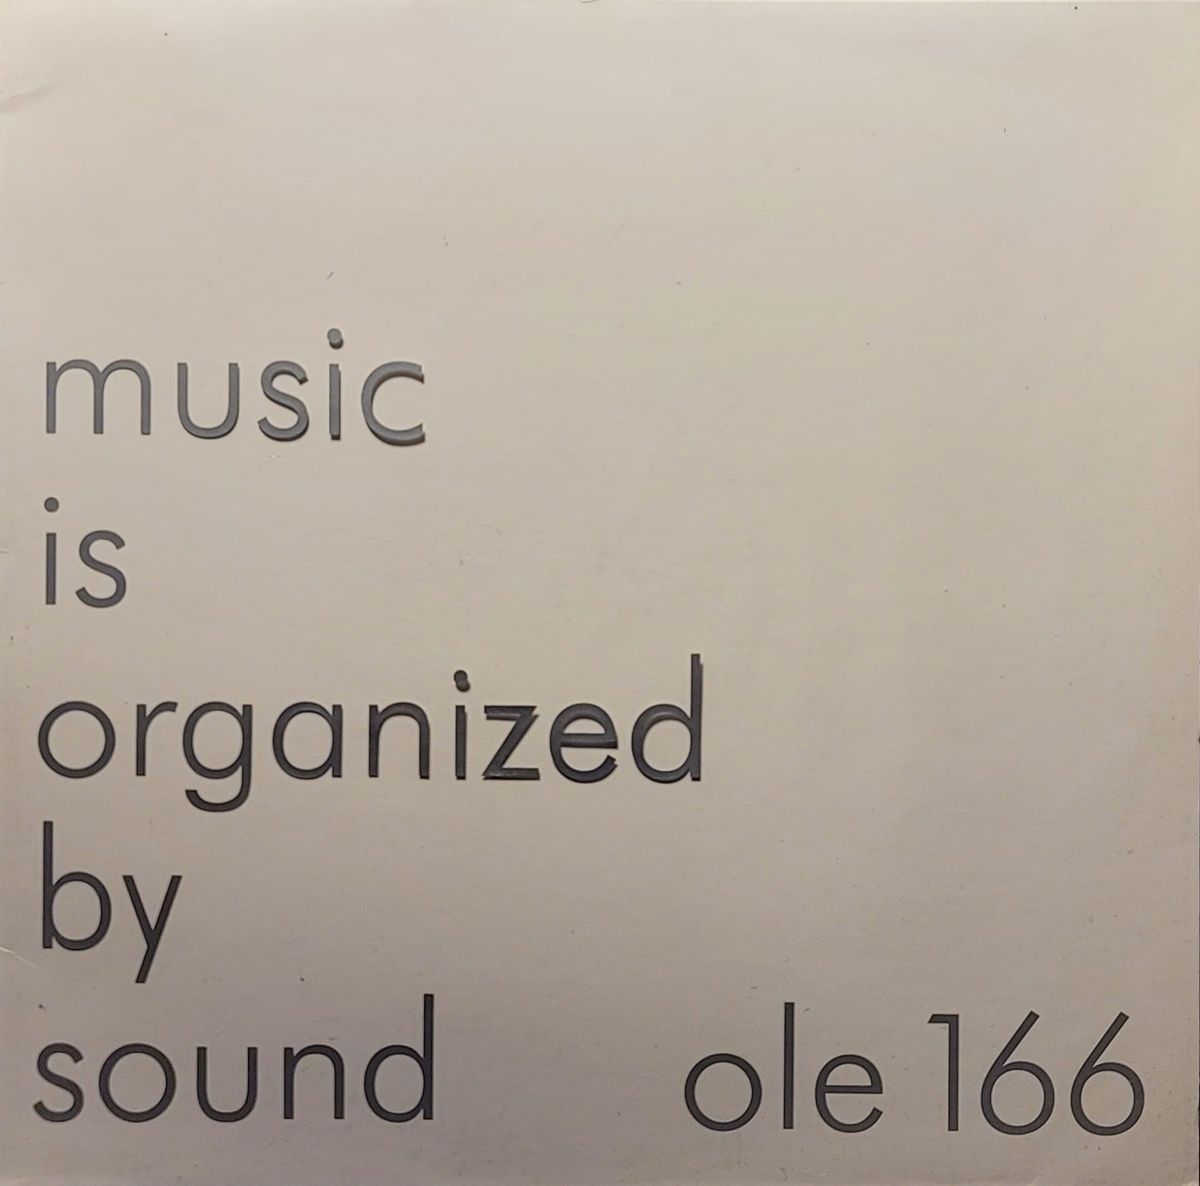 music
is
organized
by
sound
ole 166